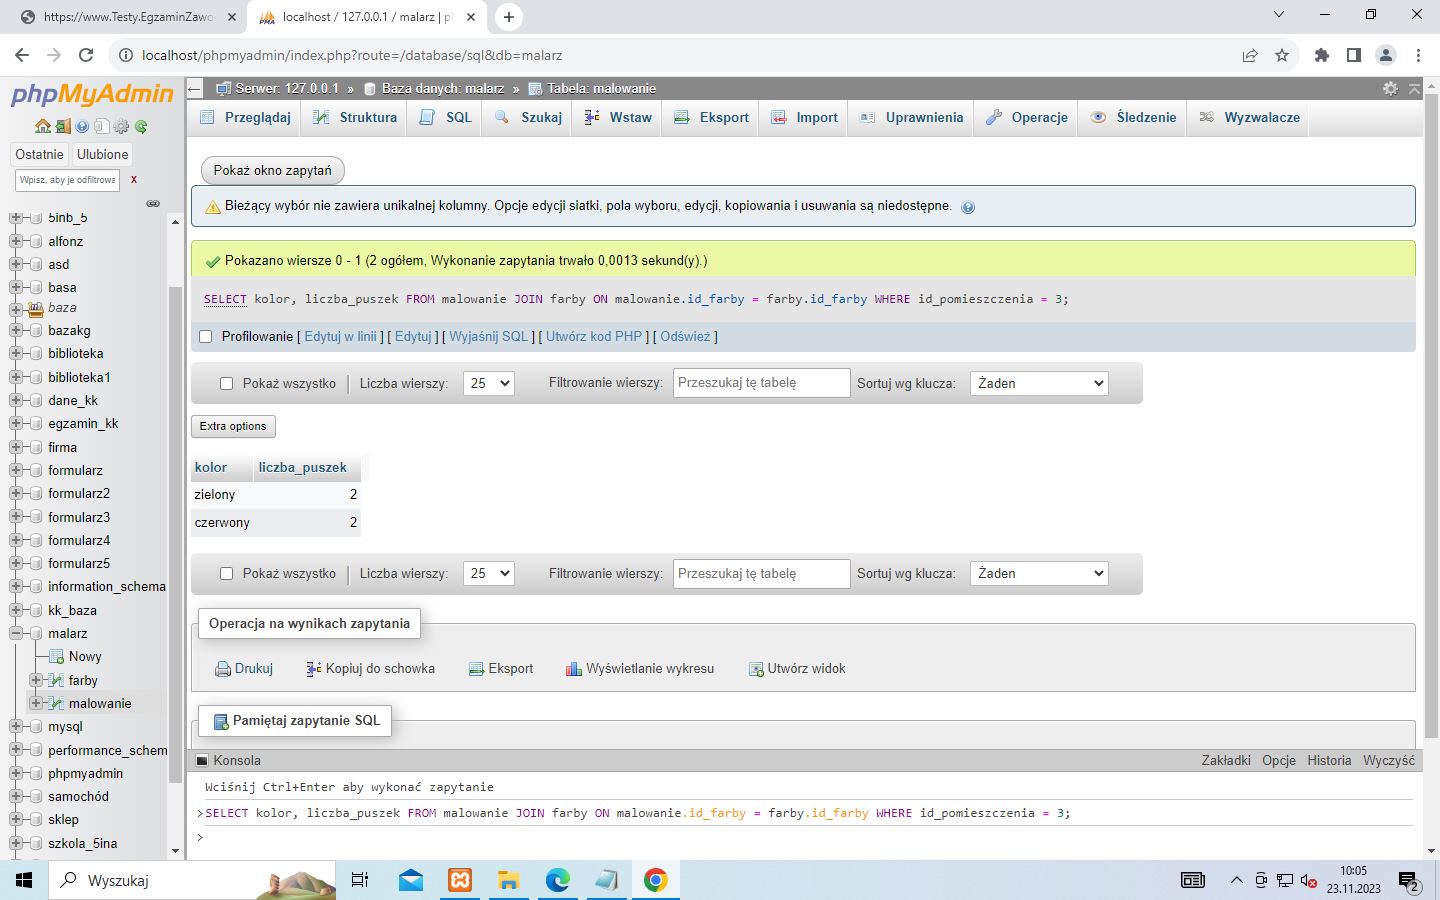 https://www.Testy.EgzaminZawo
localhost / 127.0.0.1 / malarz | p
localhost/phpmyadmin/index.php?route=/database/sql&db=malarz
phpMyAdmin
Ostatnie
Ulubione
Wpisz, aby je odfiltrowa
X
5inb_5
alfonz
asd
basa
baza
bazakg
biblioteka
biblioteka1
dane_kk
egzamin_kk
firma
formularz
formularz2
formularz3
formularz4
formularz5
information_schema
kk_baza
malarz
Nowy
farby
malowanie
mysql
performance_schem
phpmyadmin
samochód
sklep
szkola_5ina
Serwer: 127.0.0.1 » Baza danych: malarz » Tabela: malowanie
Przeglądaj Struktura SQL Szukaj Wstaw Eksport Import Uprawnienia Operacje Śledzenie Wyzwalacze
Pokaż okno zapytań
Bieżący wybór nie zawiera unikalnej kolumny. Opcje edycji siatki, pola wyboru, edycji, kopiowania i usuwania są niedostępne.
Pokazano wiersze 0 - 1 (2 ogółem, Wykonanie zapytania trwało 0,0013 sekund(y).)
SELECT kolor, liczba_puszek FROM malowanie JOIN farby ON malowanie.id_farby = farby.id_farby WHERE id_pomieszczenia = 3;
Profilowanie [ Edytuj w linii ] [ Edytuj ] [ Wyjaśnij SQL ] [ Utwórz kod PHP ] [ Odśwież ]
Pokaż wszystko | Liczba wierszy: 25 Filtrowanie wierszy: Przeszukaj tę tabelę Sortuj wg klucza: Żaden
Extra options
kolor liczba_puszek
zielony 2
czerwony 2
Pokaż wszystko | Liczba wierszy: 25 Filtrowanie wierszy: Przeszukaj tę tabelę Sortuj wg klucza: Żaden
Operacja na wynikach zapytania
Drukuj Kopiuj do schowka Eksport Wyświetlanie wykresu Utwórz widok
Pamiętaj zapytanie SQL
Konsola Zakładki Opcje Historia Wyczyść
Wciśnij Ctrl+Enter aby wykonać zapytanie
>SELECT kolor, liczba_puszek FROM malowanie JOIN farby ON malowanie.id_farby = farby.id_farby WHERE id_pomieszczenia = 3;
>
Wyszukaj
10:05
23.11.2023
2